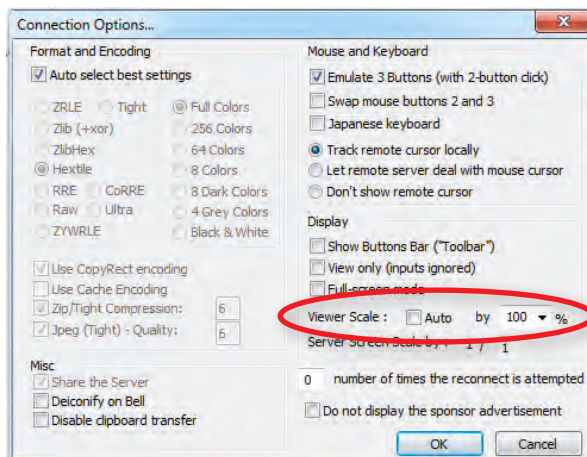 Connection Options...
Format and Encoding
Auto select best settings
ZRLE Tight Full Colors
Zlib (+xor) 256 Colors
ZlibHex 64 Colors
Hextile 8 Colors
RRE CoRRE 8 Dark Colors
Raw Ultra 4 Grey Colors
ZYWRLE Black & White
Use CopyRect encoding
Use Cache Encoding
Zip/Tight Compression: 6
Jpeg (Tight) - Quality: 6
Misc
Share the Server
Deiconify on Bell
Disable clipboard transfer
Mouse and Keyboard
Emulate 3 Buttons (with 2-button click)
Swap mouse buttons 2 and 3
Japanese keyboard
Track remote cursor locally
Let remote server deal with mouse cursor
Don't show remote cursor
Display
Show Buttons Bar ("Toolbar")
View only (inputs ignored)
Full-screen mode
Viewer Scale : Auto by 100 %
Server Screen Scale by : 1 / 1
0 number of times the reconnect is attempted
Do not display the sponsor advertisement
OK Cancel